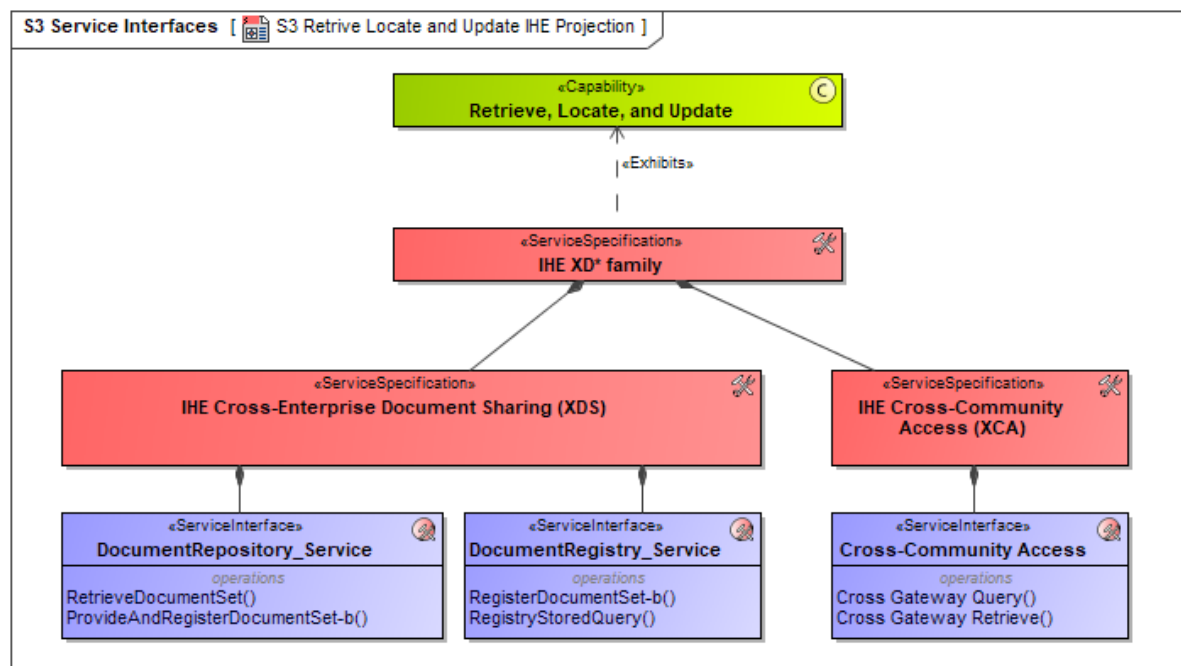 S3 Service Interfaces [ S3 Retrive Locate and Update IHE Projection ]
«Capability»
C
Retrieve, Locate, and Update
«Exhibits»
«ServiceSpecification»
IHE XD* family
«ServiceSpecification»
IHE Cross-Enterprise Document Sharing (XDS)
«ServiceSpecification»
IHE Cross-Community
Access (XCA)
«ServiceInterface»
DocumentRepository_Service
operations
RetrieveDocumentSet()
ProvideAndRegisterDocumentSet-b()
«ServiceInterface»
DocumentRegistry_Service
operations
RegisterDocumentSet-b()
RegistryStoredQuery()
«ServiceInterface»
Cross-Community Access
operations
Cross Gateway Query()
Cross Gateway Retrieve()